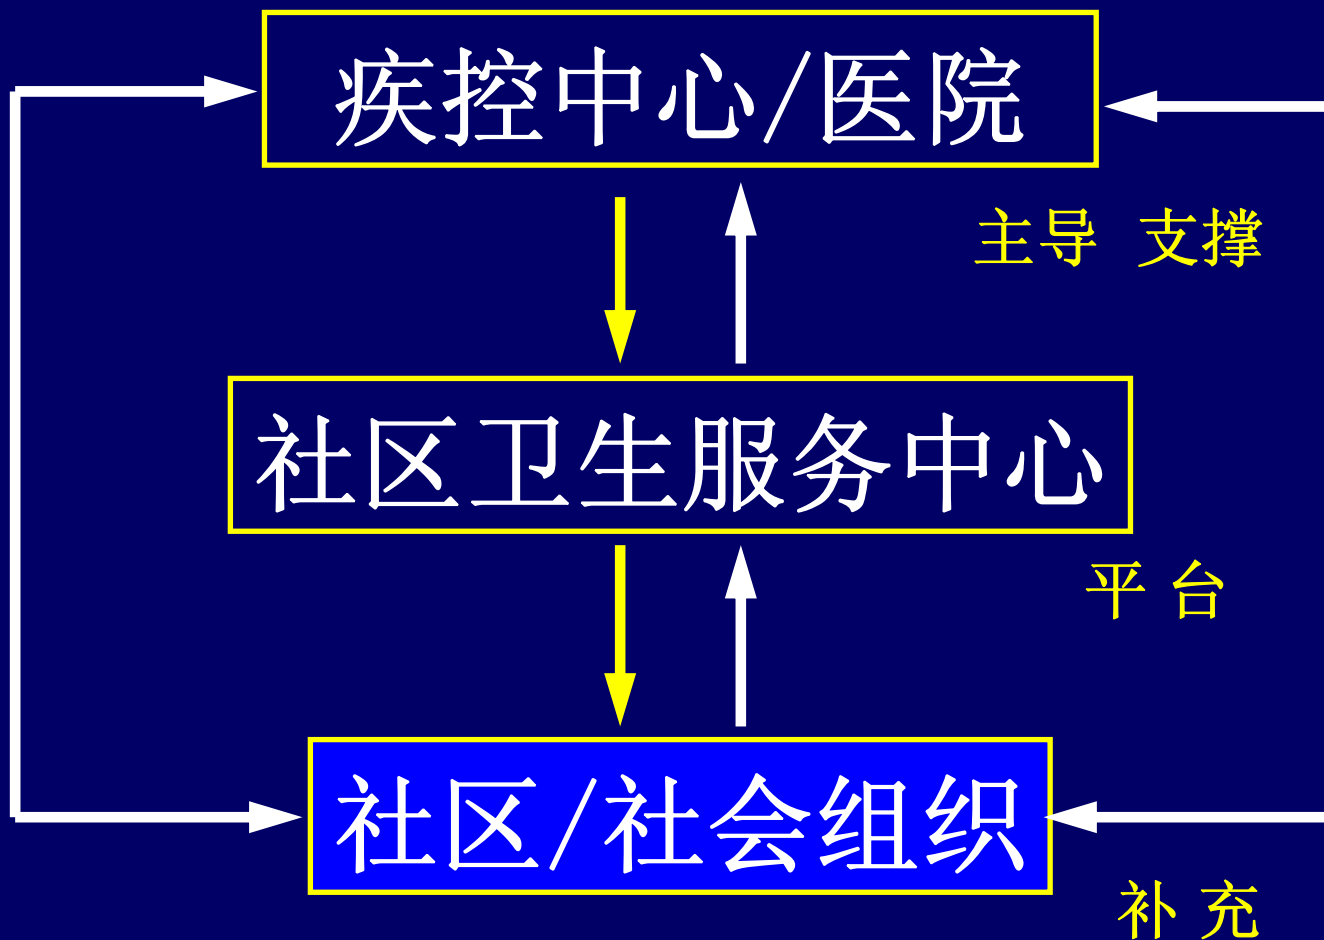 疾控中心/医院
主导 支撑
社区卫生服务中心
平 台
社区/社会组织
补 充